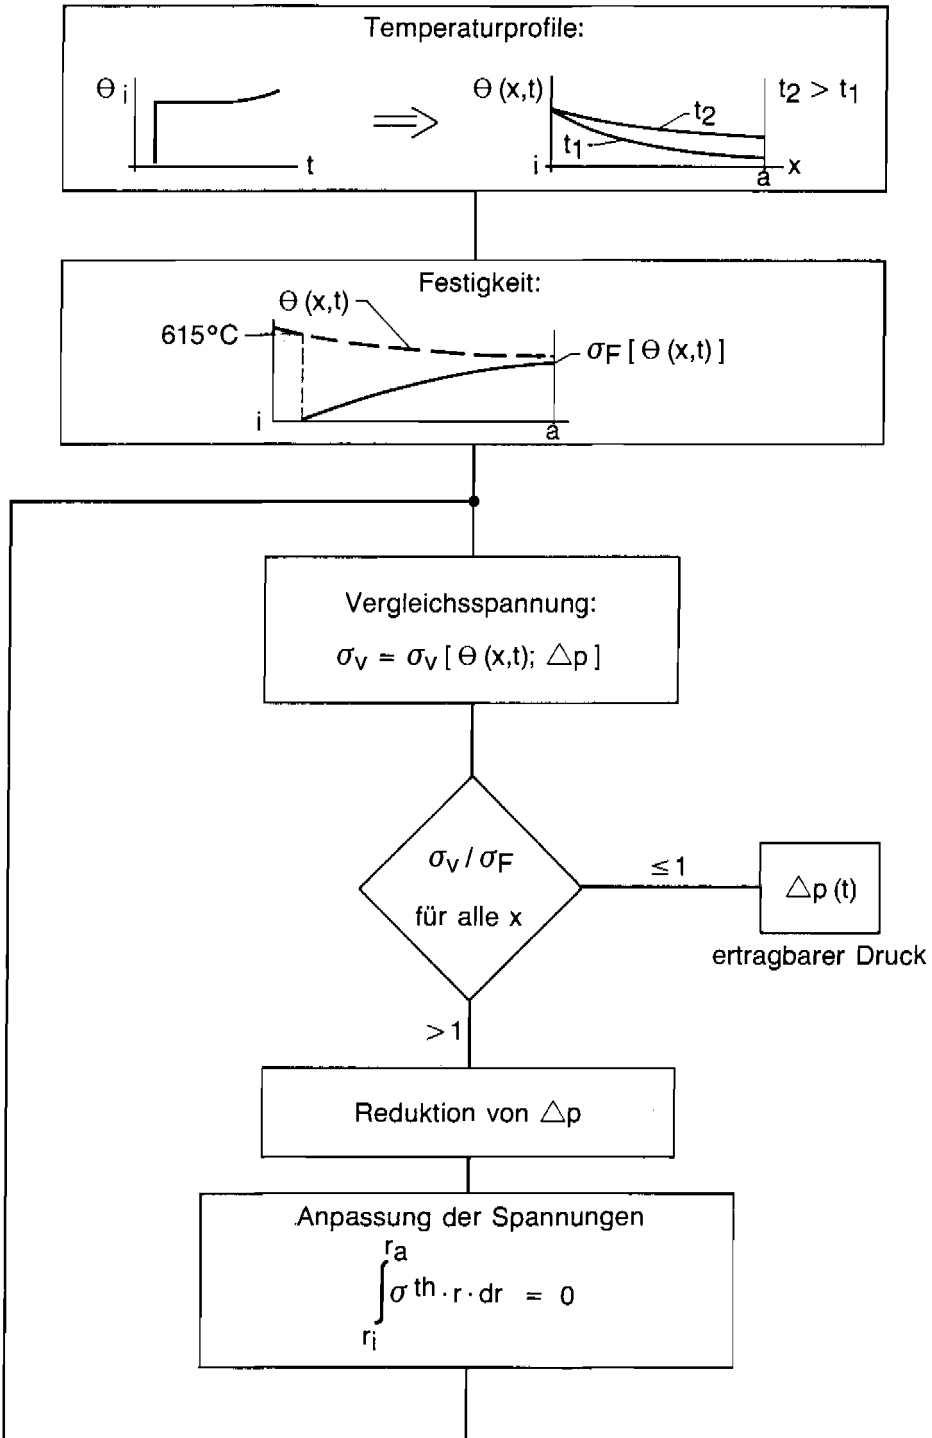 Temperaturprofile:
Θ i
t
Θ (x,t)
t2 > t1
t2
t1
i
a
x
Festigkeit:
Θ (x,t)
615°C
σF [ Θ (x,t) ]
i
a
Vergleichsspannung:
σv = σv [ Θ (x,t); △p ]
σv / σF
für alle x
≤ 1
△p (t)
ertragbarer Druck
> 1
Reduktion von △p
Anpassung der Spannungen
ra
∫ σ th · r · dr = 0
ri